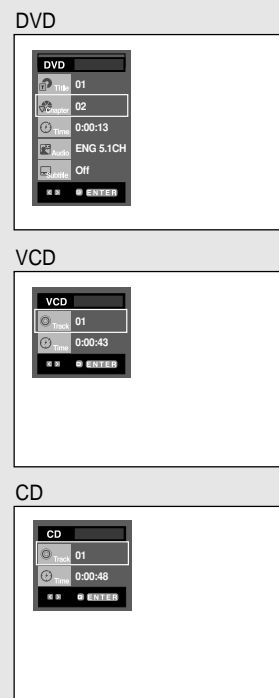 DVD
DVD
Title 01
Chapter 02
Time 0:00:13
Audio ENG 5.1CH
Subtitle Off
ENTER
VCD
VCD
Track 01
Time 0:00:43
ENTER
CD
CD
Track 01
Time 0:00:48
ENTER